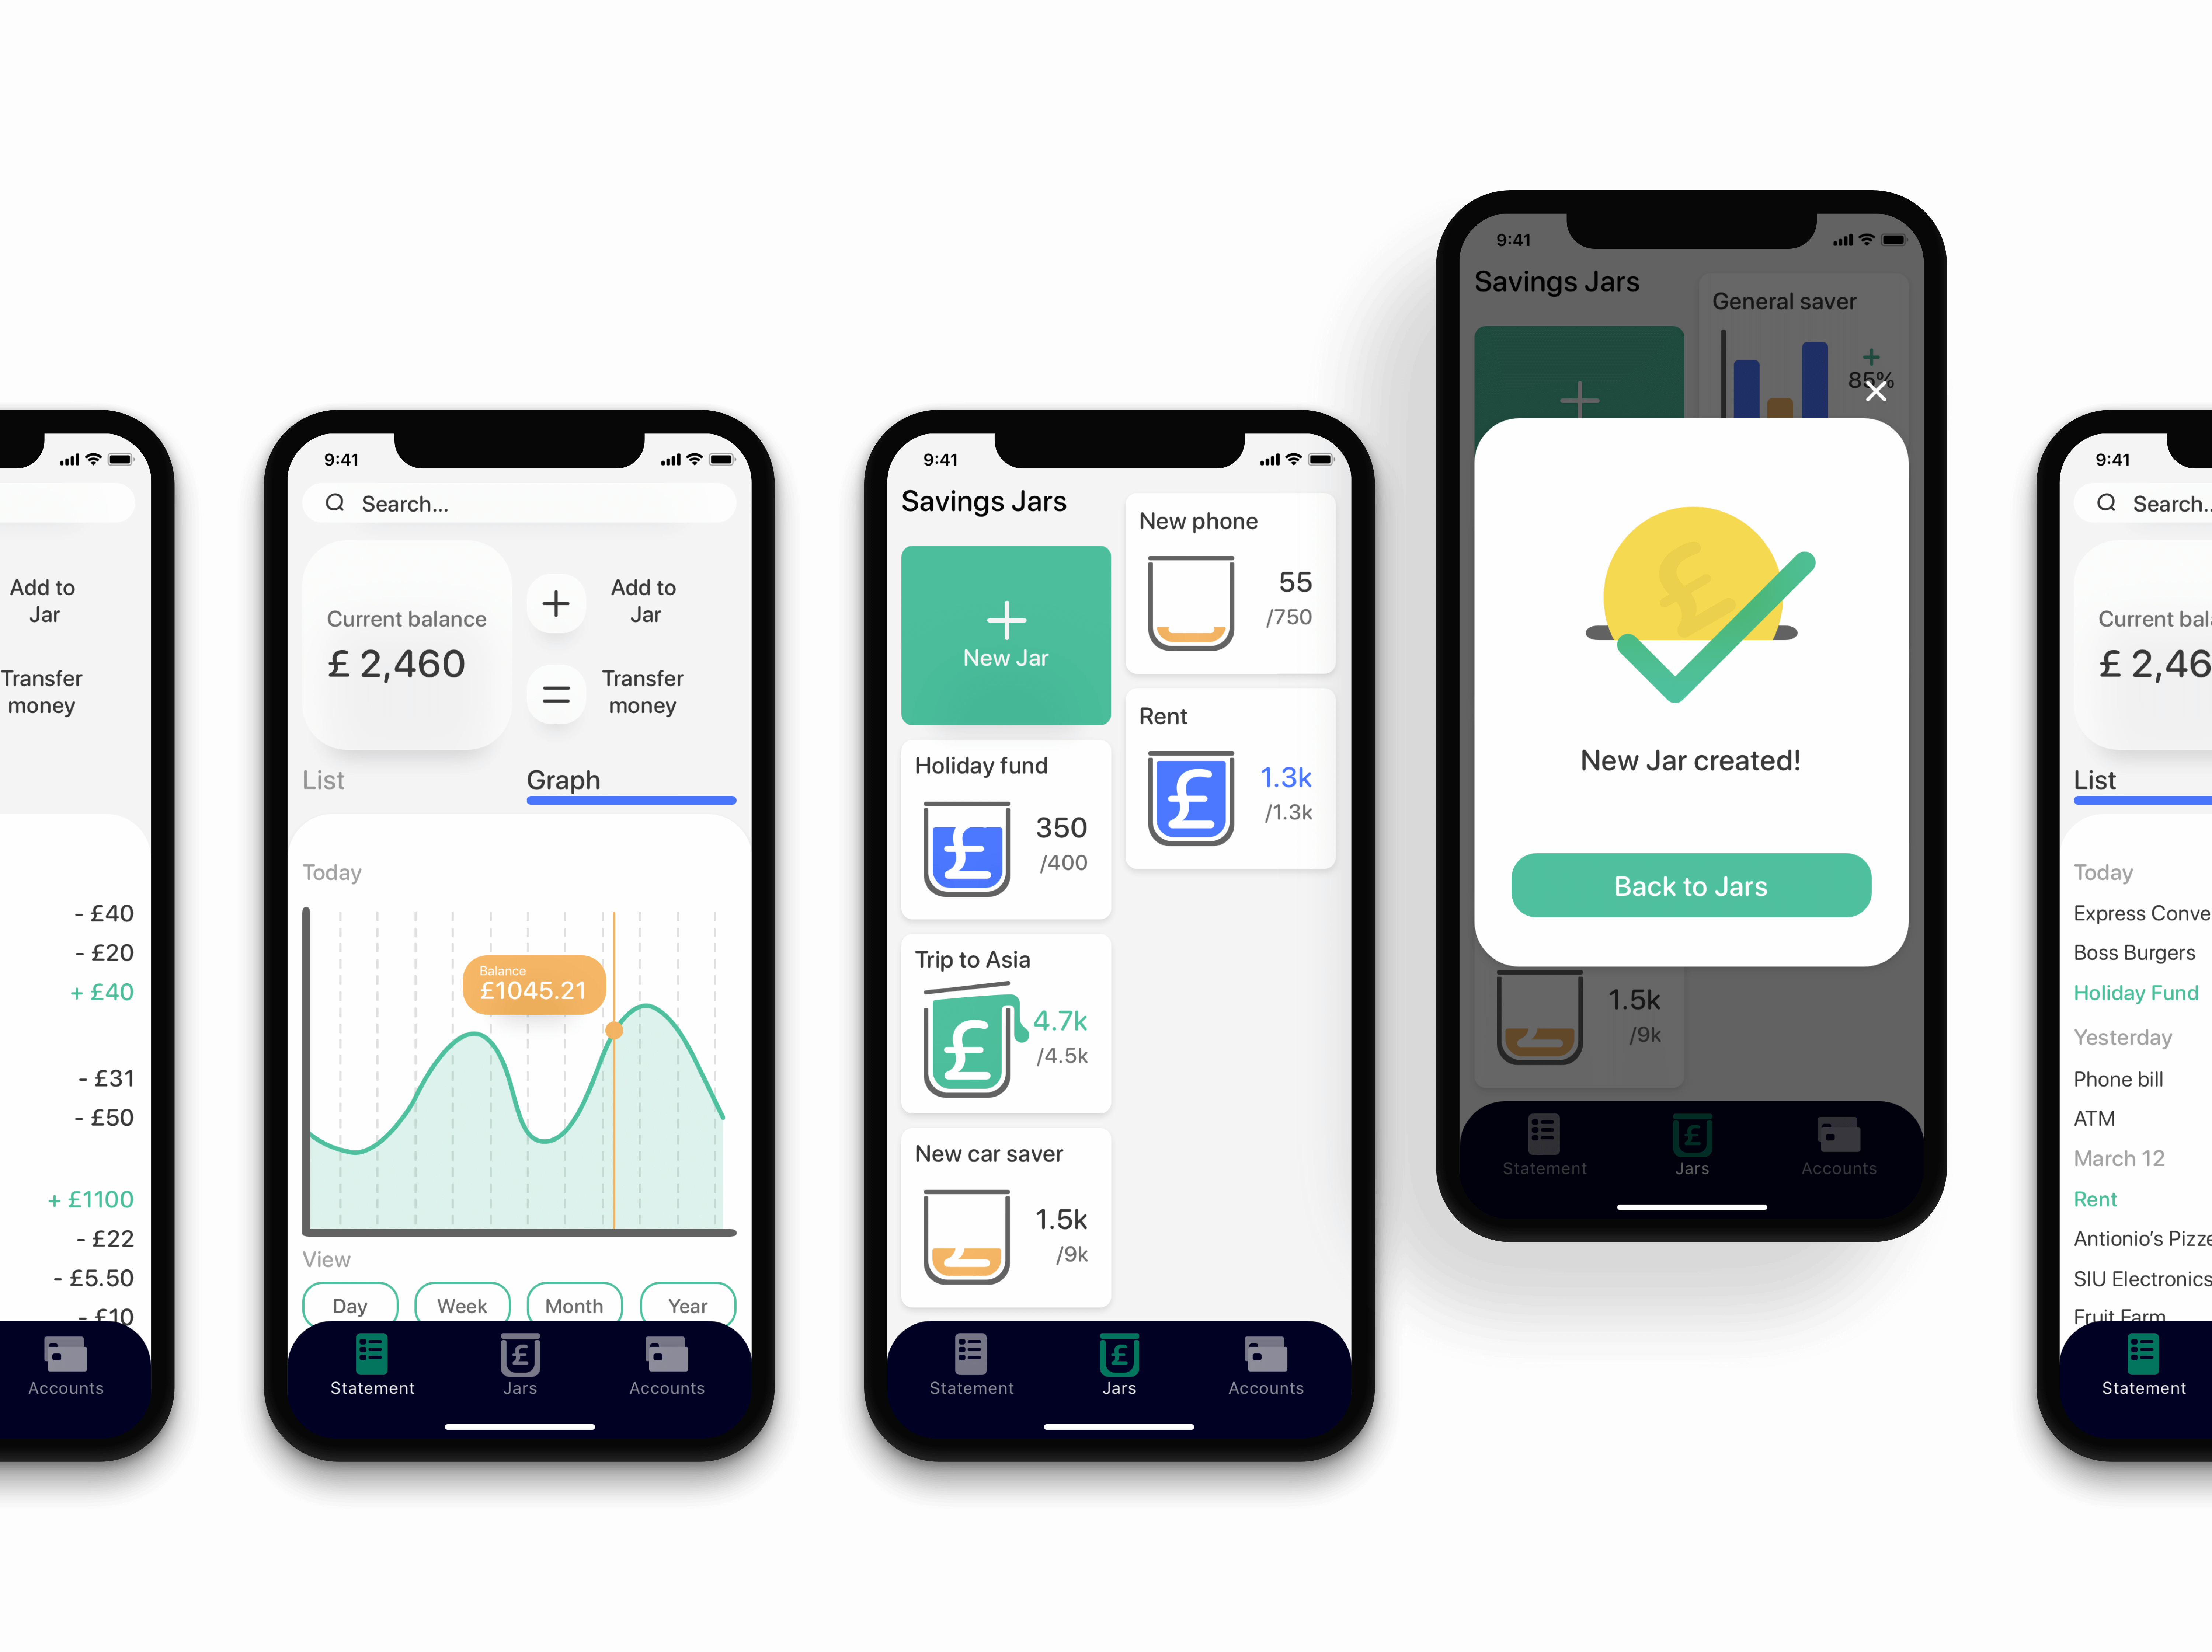 Add to
Jar
Transfer
money
- £40
- £20
+ £40
- £31
- £50
+ £1100
- £22
- £5.50
- £10
Accounts
9:41
Search...
Current balance
£ 2,460
Add to
Jar
Transfer
money
List
Graph
Today
Balance
£1045.21
View
Day
Week
Month
Year
Statement
£
Jars
Accounts
9:41
Savings Jars
New Jar
Holiday fund
£
350
/400
Trip to Asia
£
4.7k
/4.5k
New car saver
1.5k
/9k
New phone
55
/750
Rent
£
1.3k
/1.3k
Statement
£
Jars
Accounts
9:41
Savings Jars
General saver
+
85%
£
New Jar created!
Back to Jars
1.5k
/9k
Statement
£
Jars
Accounts
9:41
Search..
Current bal
£ 2,46
List
Today
Express Conve
Boss Burgers
Holiday Fund
Yesterday
Phone bill
ATM
March 12
Rent
Antionio's Pizze
SIU Electronics
Fruit Farm
Statement